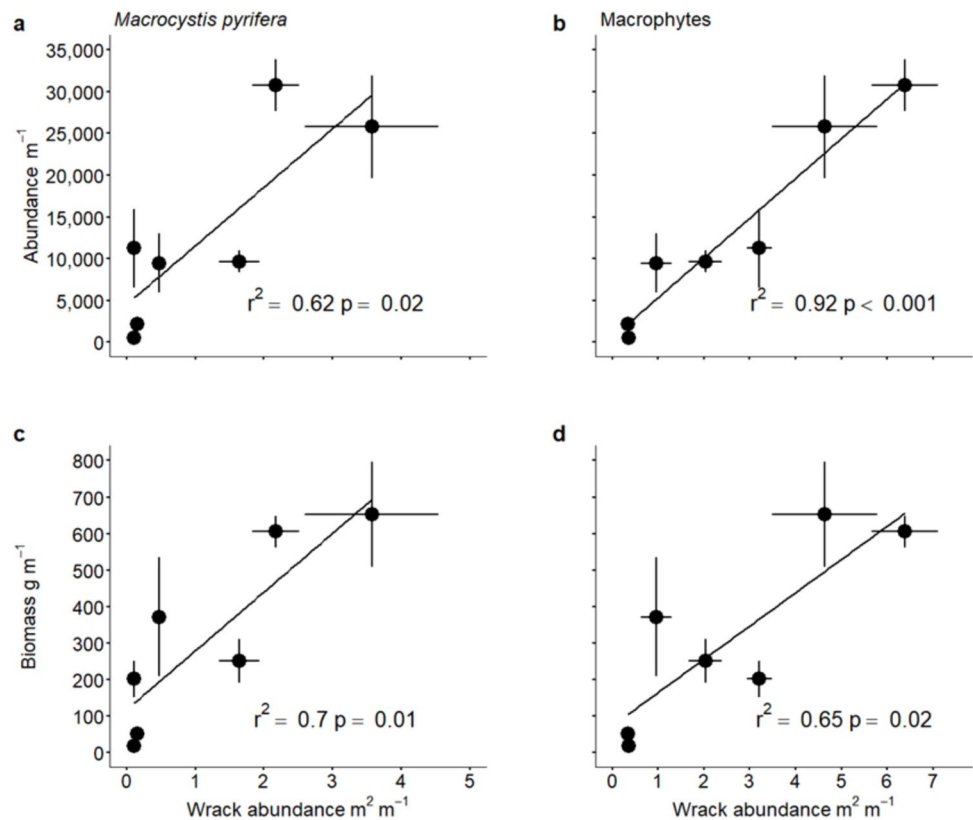 a Macrocystis pyrifera
b Macrophytes
35,000
30,000
25,000
20,000
15,000
10,000
5,000
0
Abundance m⁻¹
r² = 0.62 p = 0.02
r² = 0.92 p < 0.001
c
d
800
700
600
500
400
300
200
100
0
Biomass g m⁻¹
r² = 0.7 p = 0.01
r² = 0.65 p = 0.02
0 1 2 3 4 5
0 1 2 3 4 5 6 7
Wrack abundance m² m⁻¹
Wrack abundance m² m⁻¹